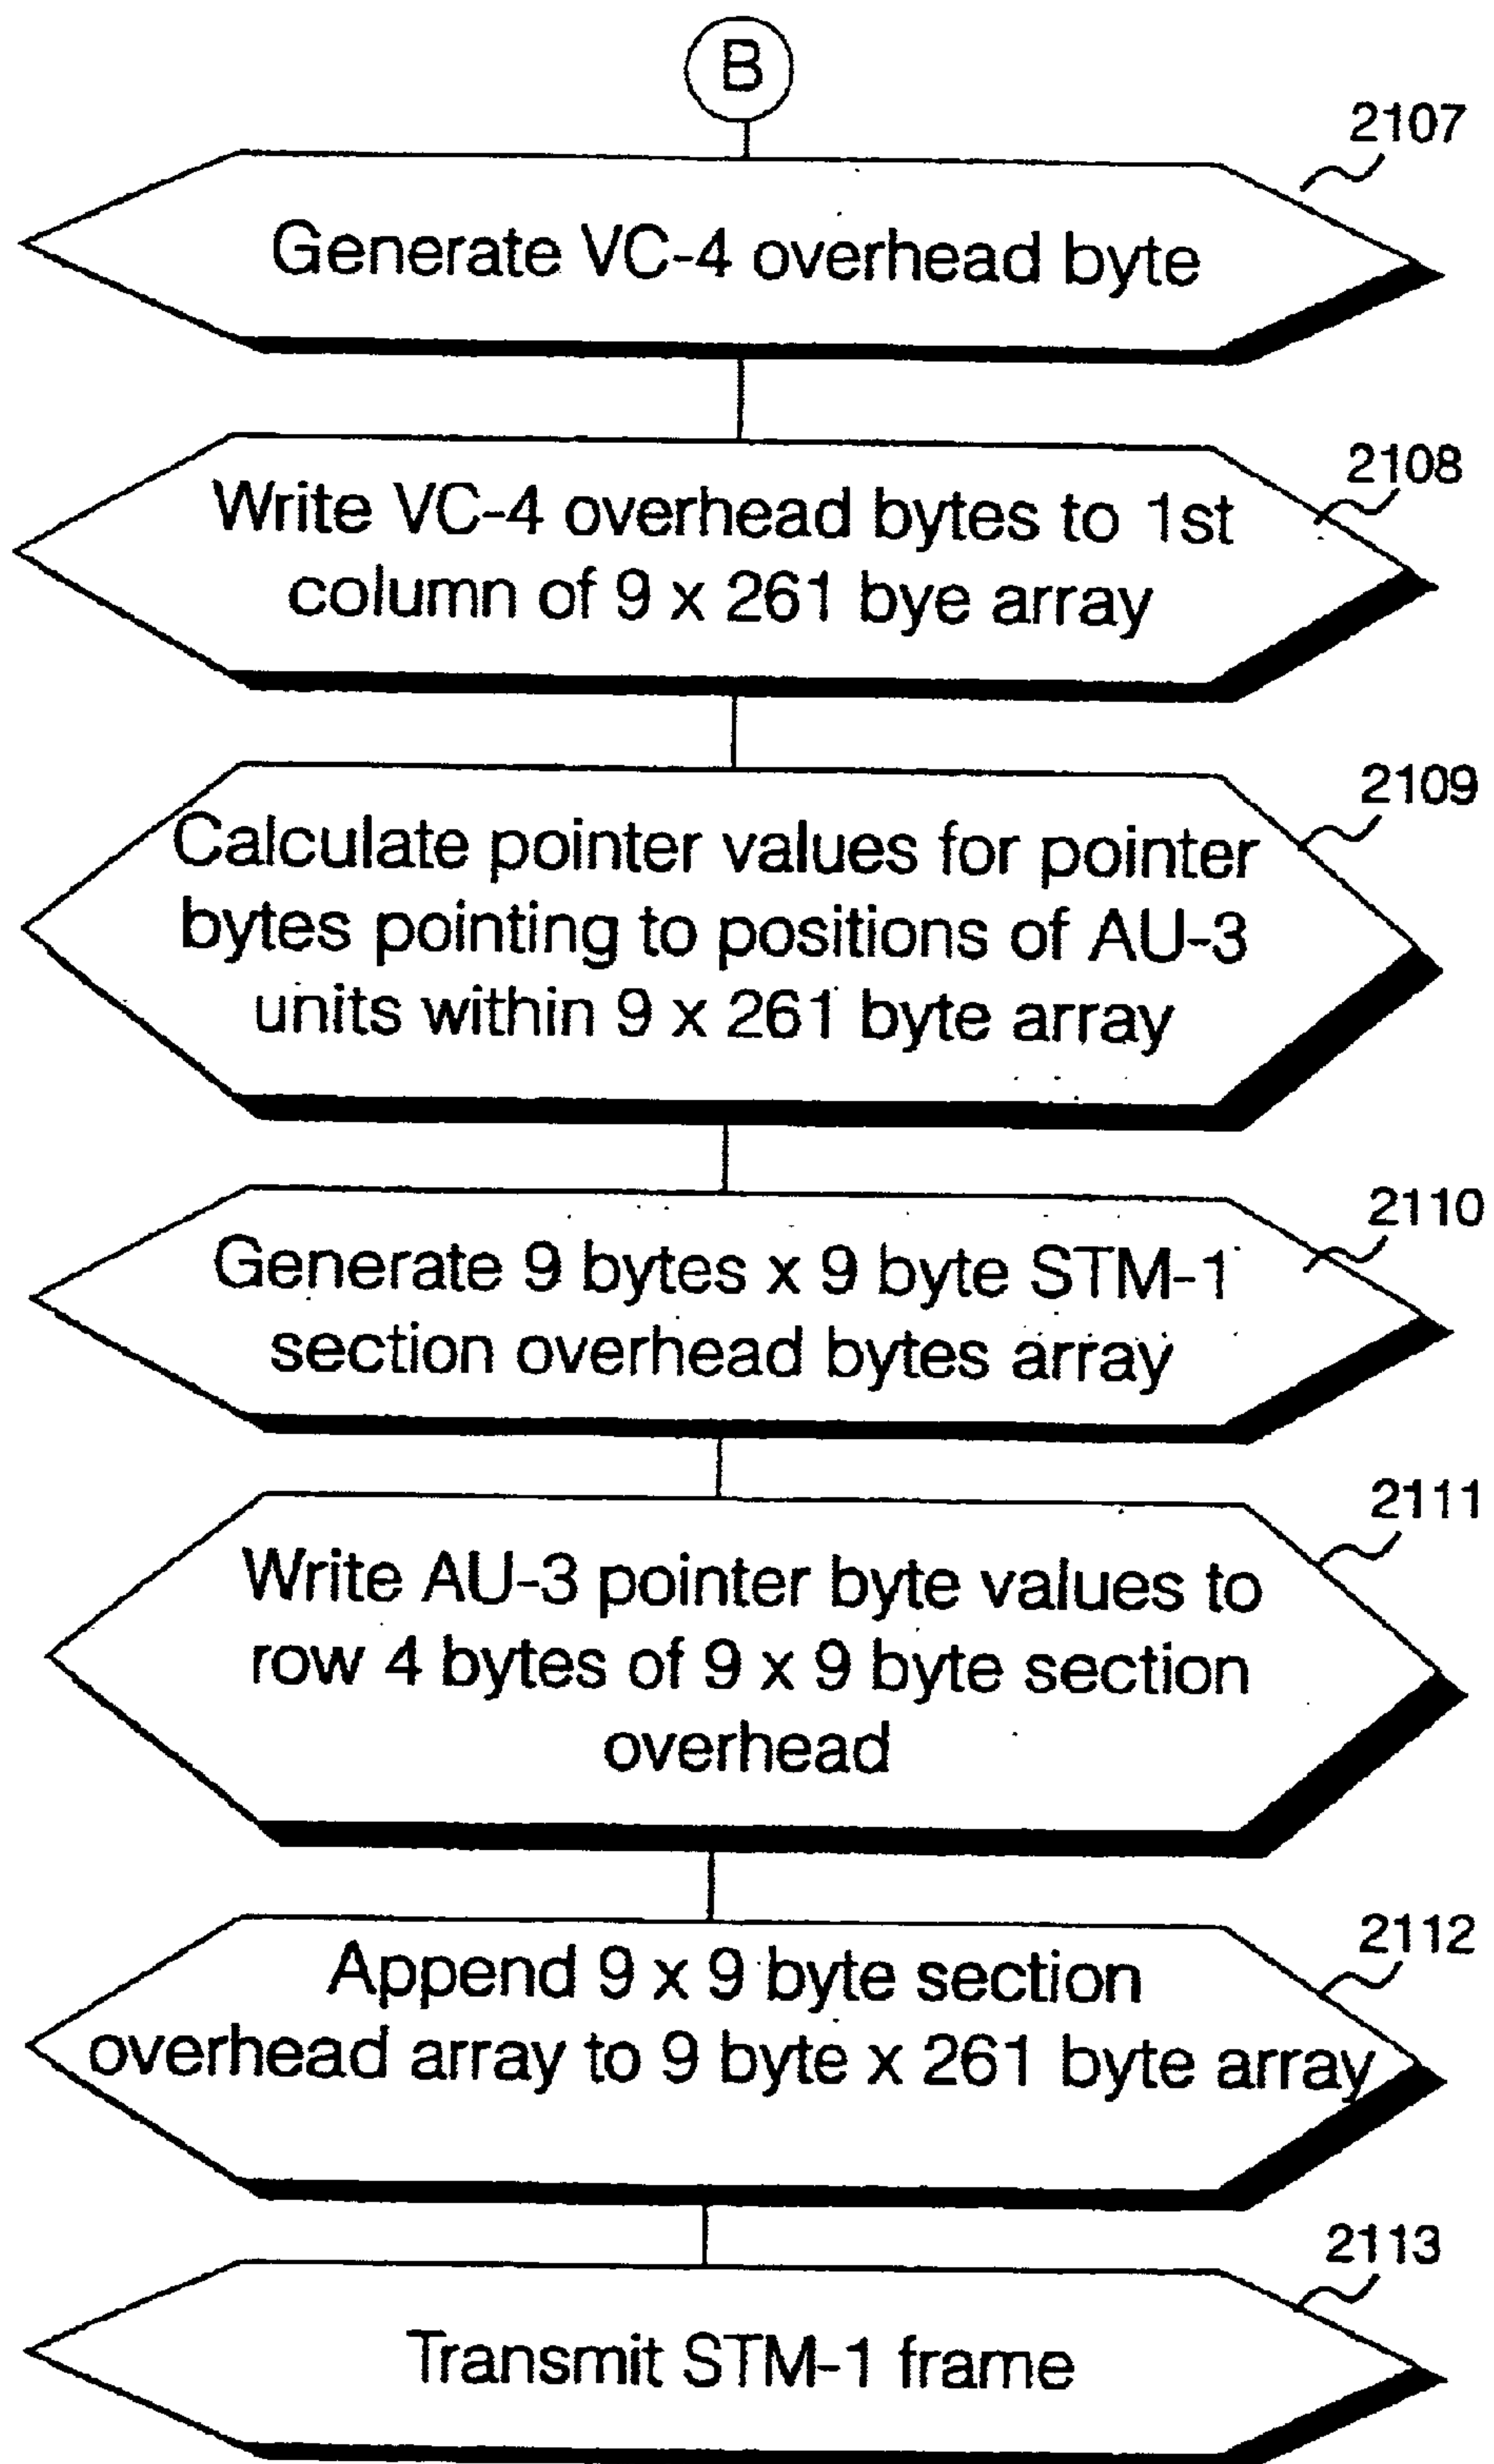 B
2107
Generate VC-4 overhead byte
2108
Write VC-4 overhead bytes to 1st
column of 9 x 261 bye array
2109
Calculate pointer values for pointer
bytes pointing to positions of AU-3
units within 9 x 261 byte array
2110
Generate 9 bytes x 9 byte STM-1
section overhead bytes array
2111
Write AU-3 pointer byte values to
row 4 bytes of 9 x 9 byte section
overhead
2112
Append 9 x 9 byte section
overhead array to 9 byte x 261 byte array
2113
Transmit STM-1 frame